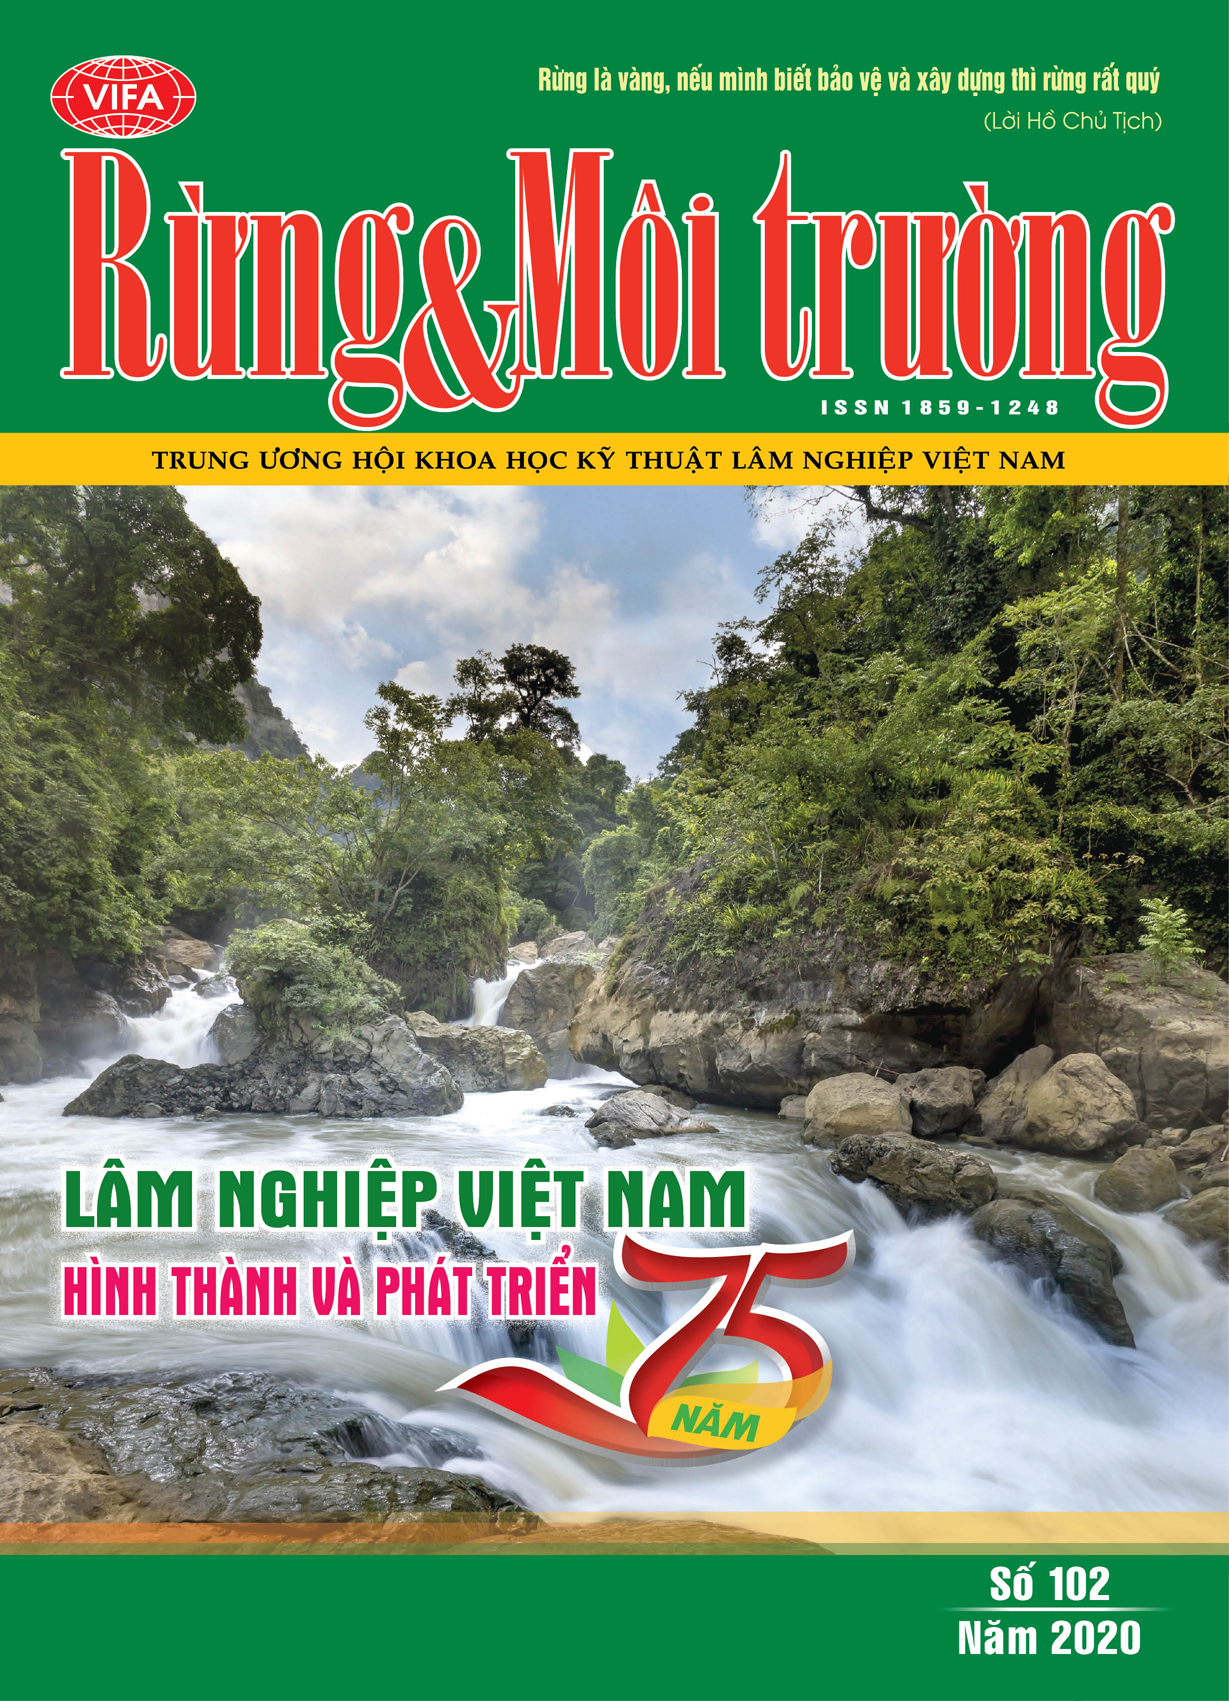 VIFA
Rừng là vàng, nếu mình biết bảo vệ và xây dựng thì rừng rất quý
(Lời Hồ Chủ Tịch)
Rừng & Môi trường
ISSN 1859-1248
TRUNG ƯƠNG HỘI KHOA HỌC KỸ THUẬT LÂM NGHIỆP VIỆT NAM
LÂM NGHIỆP VIỆT NAM
HÌNH THÀNH VÀ PHÁT TRIỂN
75
NĂM
Số 102
Năm 2020